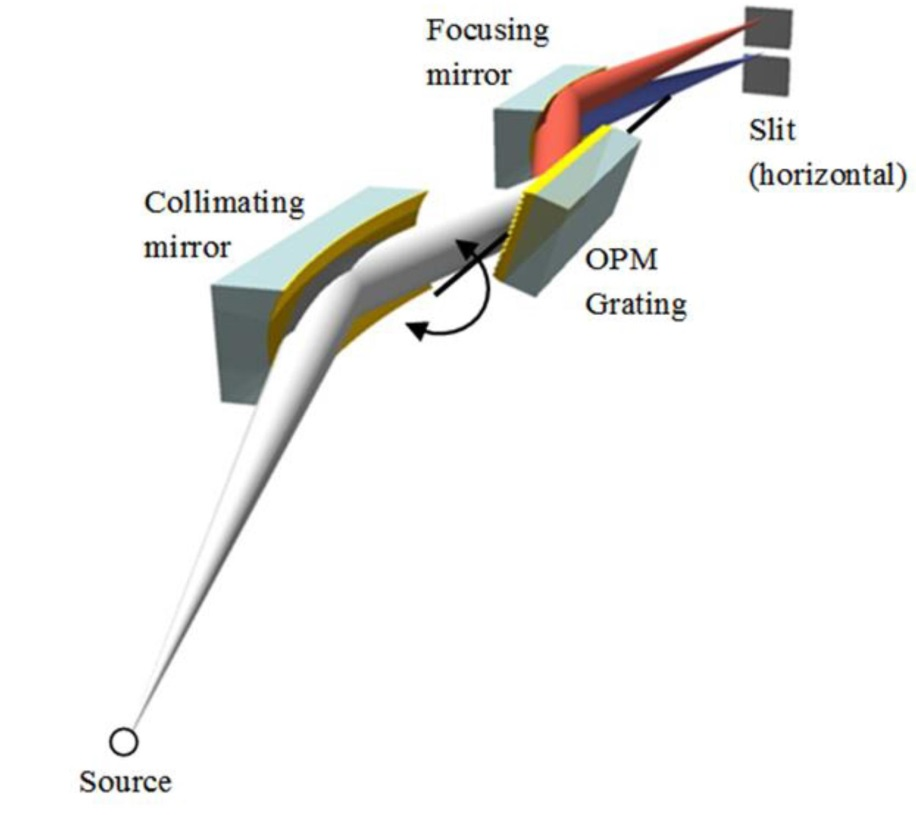 Focusing
mirror
Slit
(horizontal)
Collimating
mirror
OPM
Grating
Source